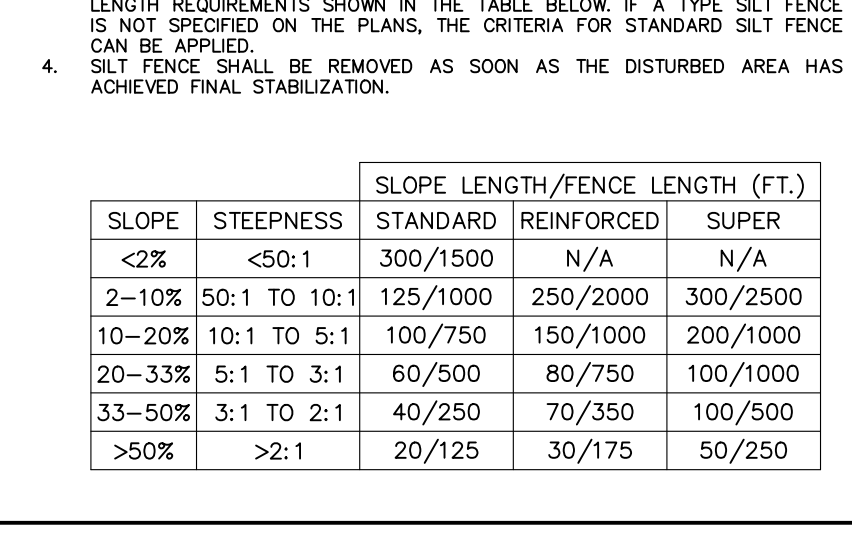 LENGTH REQUIREMENTS SHOWN IN THE TABLE BELOW. IF A TYPE SILT FENCE
IS NOT SPECIFIED ON THE PLANS, THE CRITERIA FOR STANDARD SILT FENCE
CAN BE APPLIED.
4. SILT FENCE SHALL BE REMOVED AS SOON AS THE DISTURBED AREA HAS
ACHIEVED FINAL STABILIZATION.
SLOPE LENGTH/FENCE LENGTH (FT.)
SLOPE STEEPNESS STANDARD REINFORCED SUPER
<2% <50:1 300/1500 N/A N/A
2-10% 50:1 TO 10:1 125/1000 250/2000 300/2500
10-20% 10:1 TO 5:1 100/750 150/1000 200/1000
20-33% 5:1 TO 3:1 60/500 80/750 100/1000
33-50% 3:1 TO 2:1 40/250 70/350 100/500
>50% >2:1 20/125 30/175 50/250